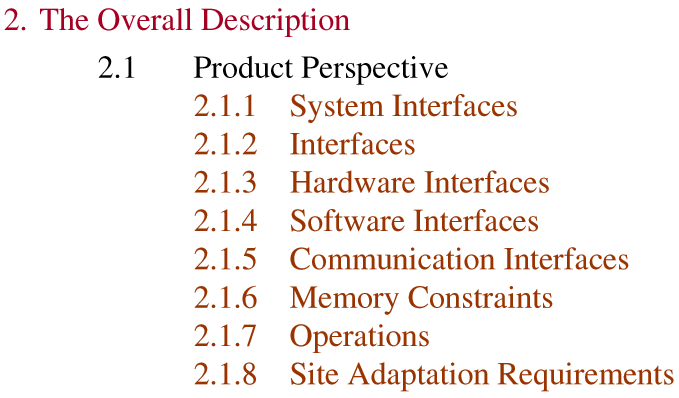 2. The Overall Description
2.1 Product Perspective
2.1.1 System Interfaces
2.1.2 Interfaces
2.1.3 Hardware Interfaces
2.1.4 Software Interfaces
2.1.5 Communication Interfaces
2.1.6 Memory Constraints
2.1.7 Operations
2.1.8 Site Adaptation Requirements